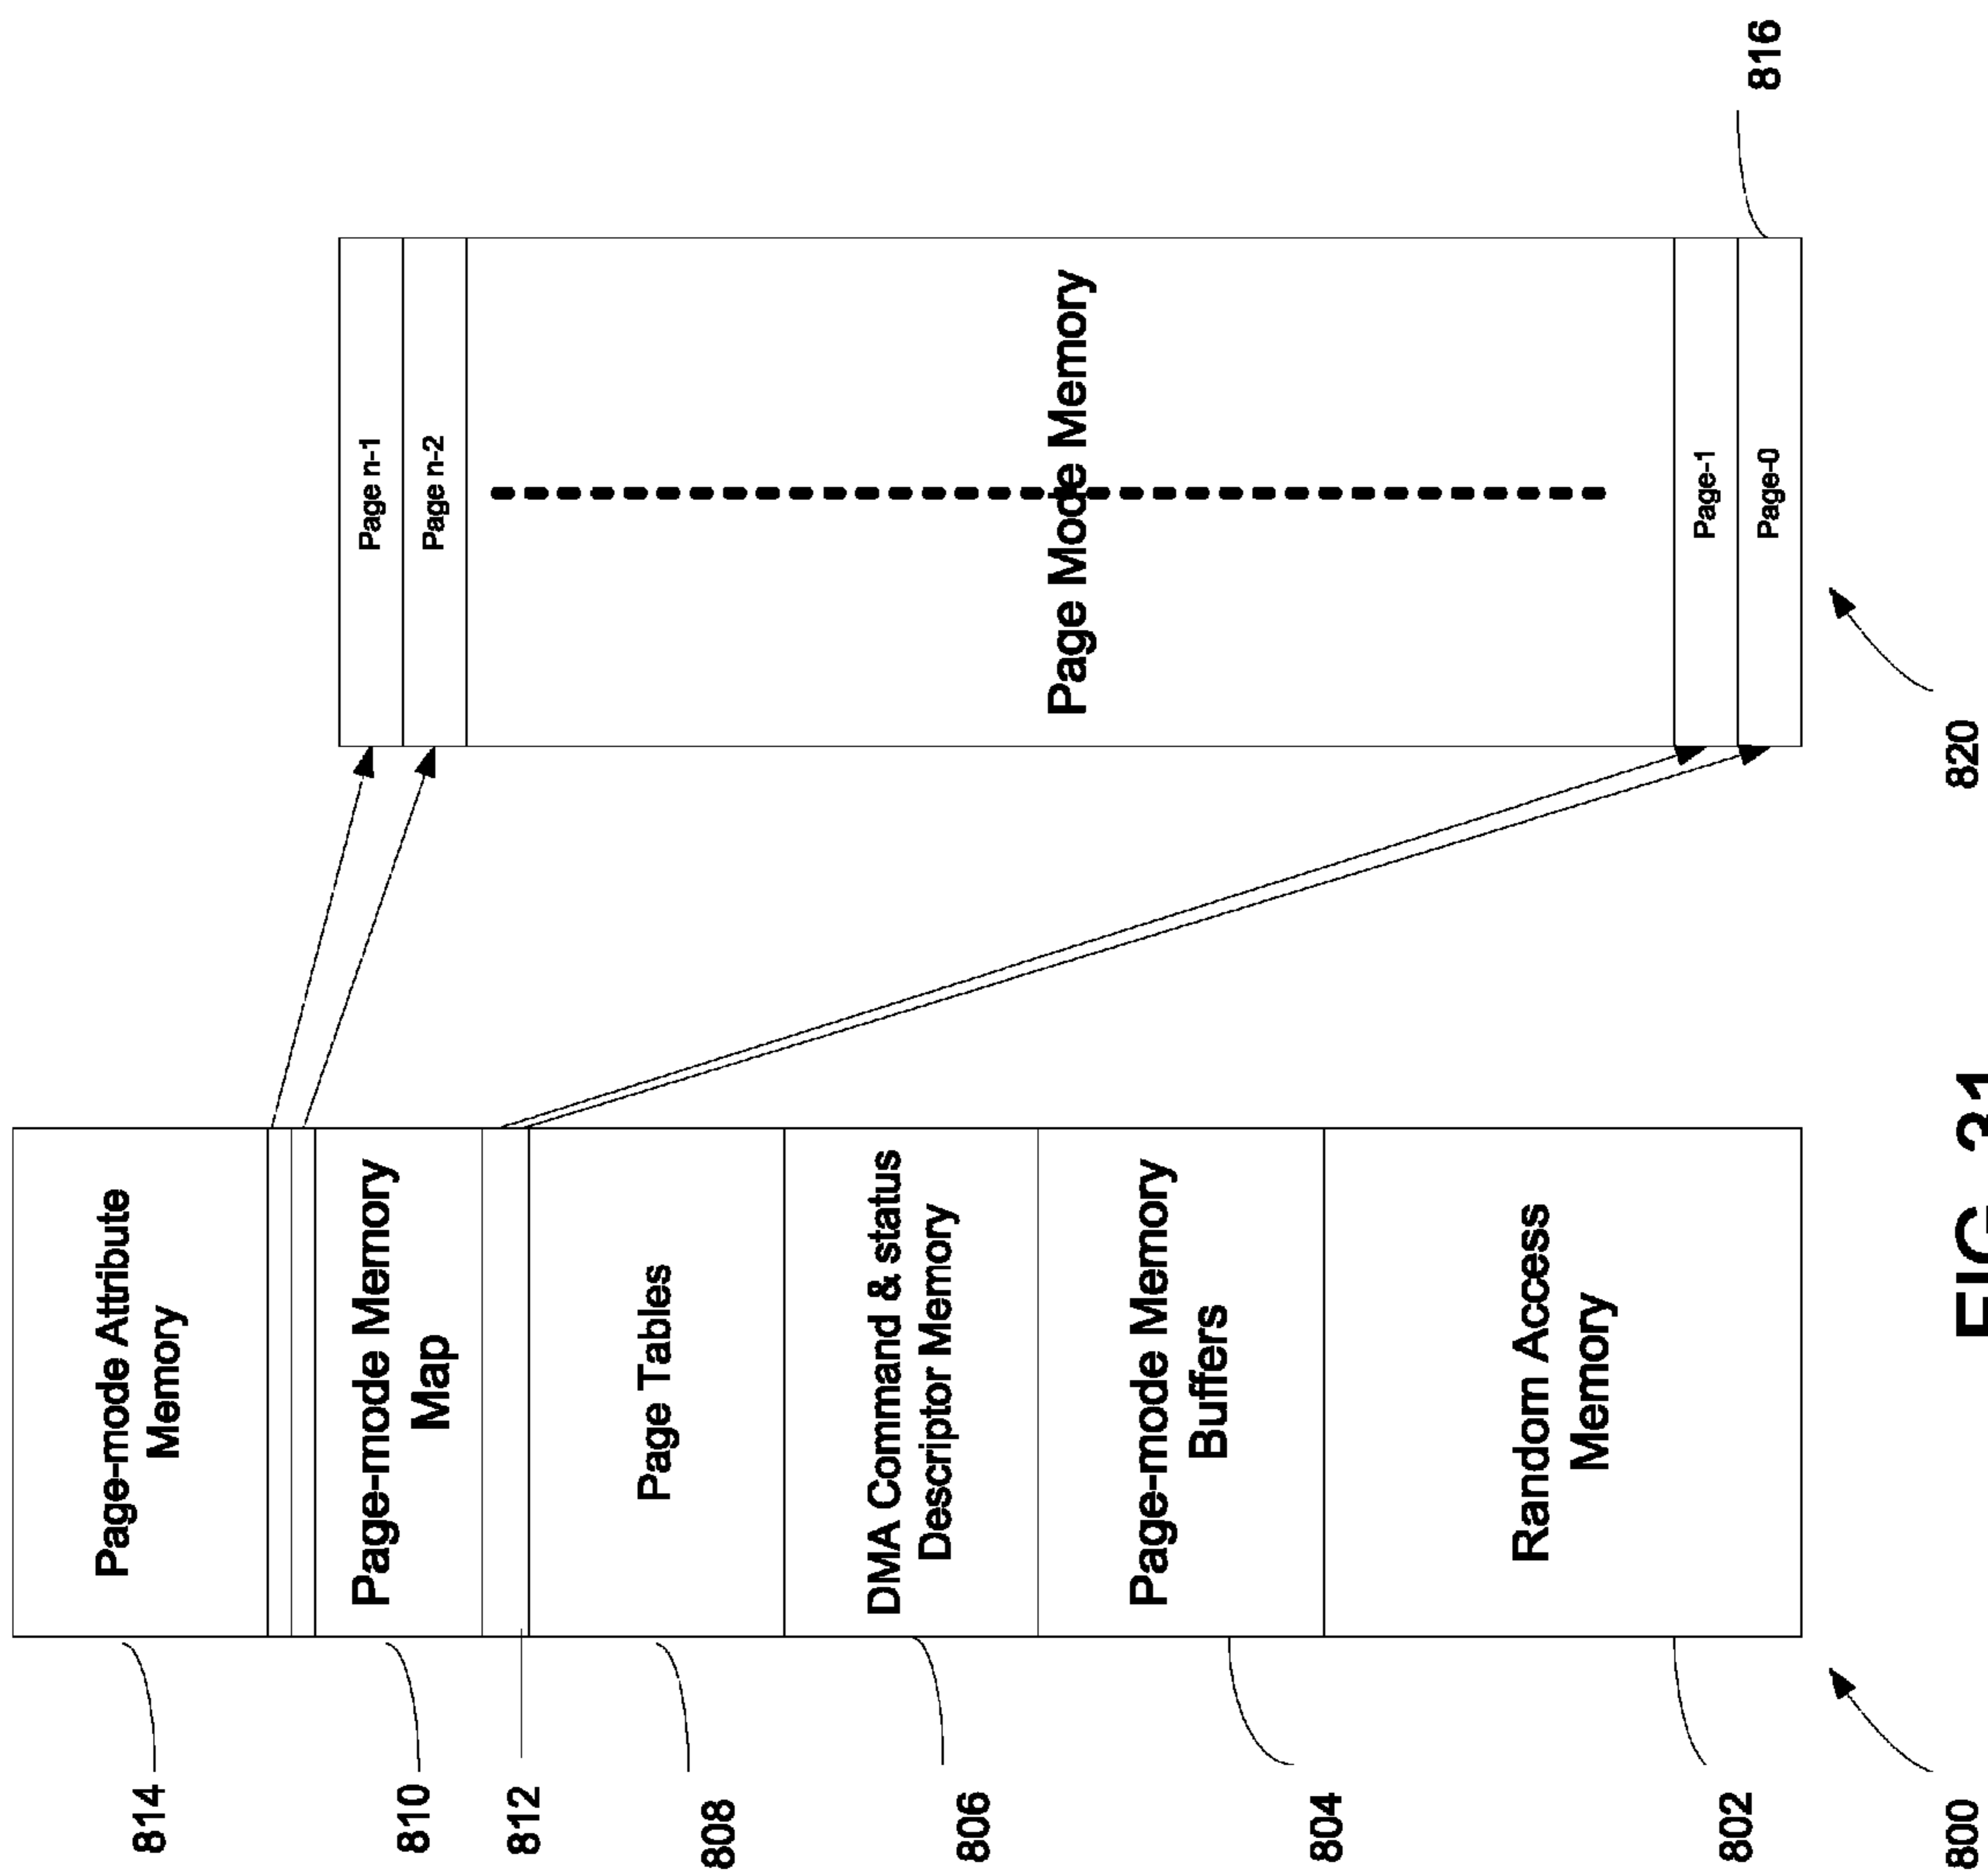 814
Page-mode Attribute
Memory
810
Page-mode Memory
Map
812
808
Page Tables
806
DMA Command & status
Descriptor Memory
804
Page-mode Memory
Buffers
802
Random Access
Memory
800
Page n-1
Page n-2
Page Mode Memory
Page-1
Page-0
816
820